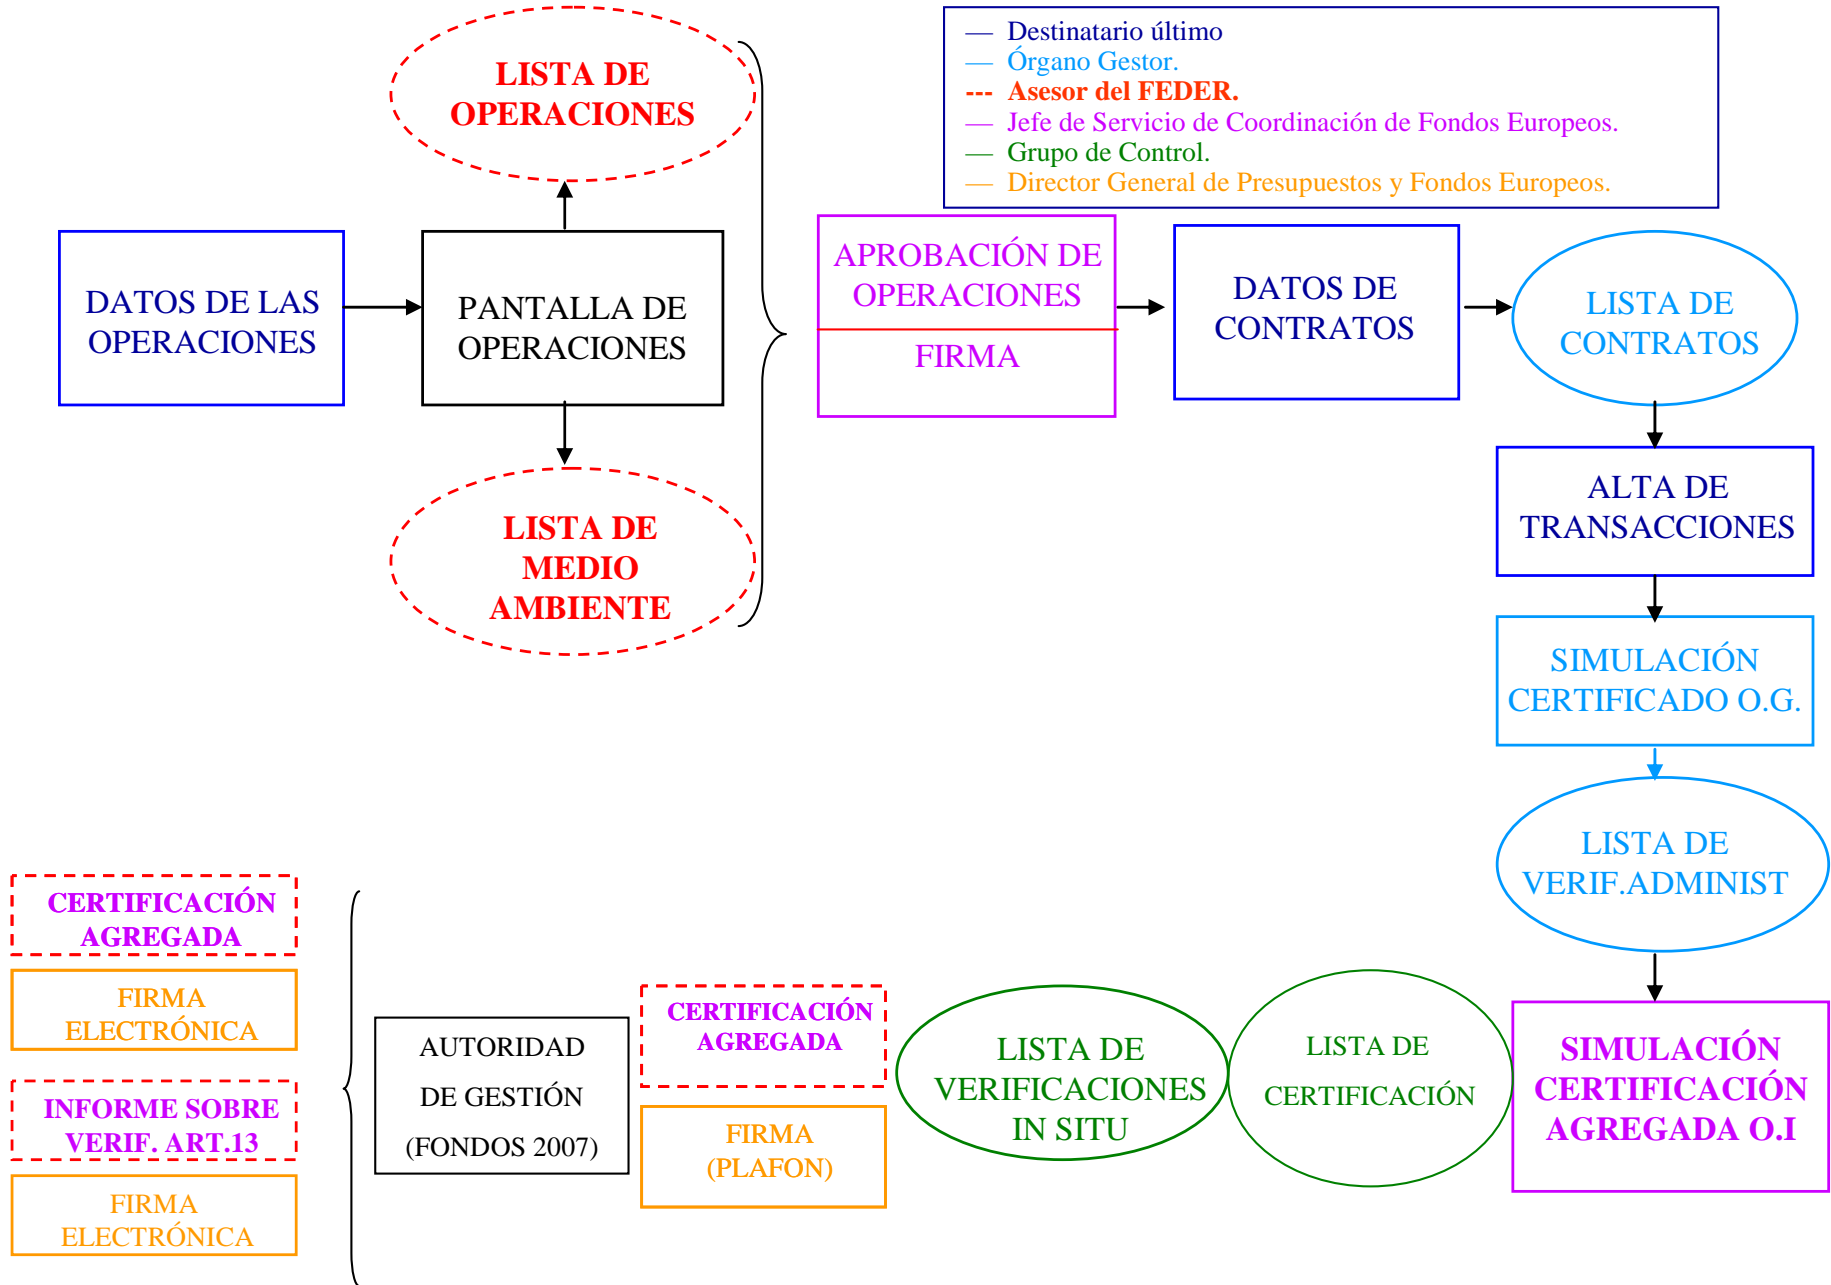 — Destinatario último
— Órgano Gestor.
--- Asesor del FEDER.
— Jefe de Servicio de Coordinación de Fondos Europeos.
— Grupo de Control.
— Director General de Presupuestos y Fondos Europeos.
LISTA DE
OPERACIONES
DATOS DE LAS
OPERACIONES
PANTALLA DE
OPERACIONES
LISTA DE
MEDIO
AMBIENTE
APROBACIÓN DE
OPERACIONES
FIRMA
DATOS DE
CONTRATOS
LISTA DE
CONTRATOS
ALTA DE
TRANSACCIONES
SIMULACIÓN
CERTIFICADO O.G.
LISTA DE
VERIF.ADMINIST
SIMULACIÓN
CERTIFICACIÓN
AGREGADA O.I
LISTA DE
CERTIFICACIÓN
LISTA DE
VERIFICACIONES
IN SITU
CERTIFICACIÓN
AGREGADA
FIRMA
(PLAFON)
AUTORIDAD
DE GESTIÓN
(FONDOS 2007)
CERTIFICACIÓN
AGREGADA
FIRMA
ELECTRÓNICA
INFORME SOBRE
VERIF. ART.13
FIRMA
ELECTRÓNICA